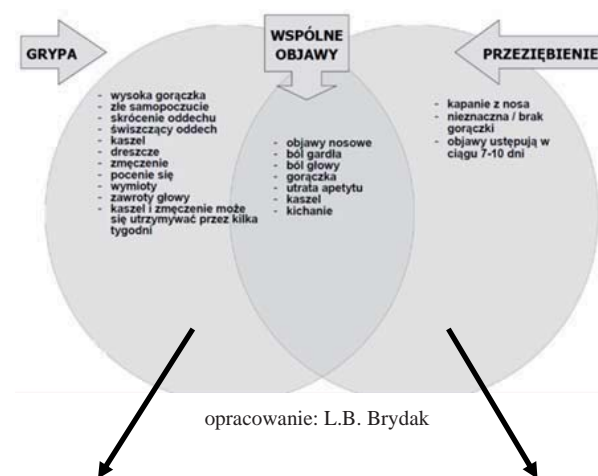 GRYPA
WSPÓLNE
OBJAWY
PRZEZIĘBIENIE
- wysoka gorączka
- złe samopoczucie
- skrócenie oddechu
- świszczący oddech
- kaszel
- dreszcze
- zmęczenie
- pocenie się
- wymioty
- zawroty głowy
- kaszel i zmęczenie może
się utrzymywać przez kilka
tygodni
- objawy nosowe
- ból gardła
- ból głowy
- gorączka
- utrata apetytu
- kaszel
- kichanie
- kapanie z nosa
- nieznaczna / brak
gorączki
- objawy ustępują w
ciągu 7-10 dni
opracowanie: L.B. Brydak